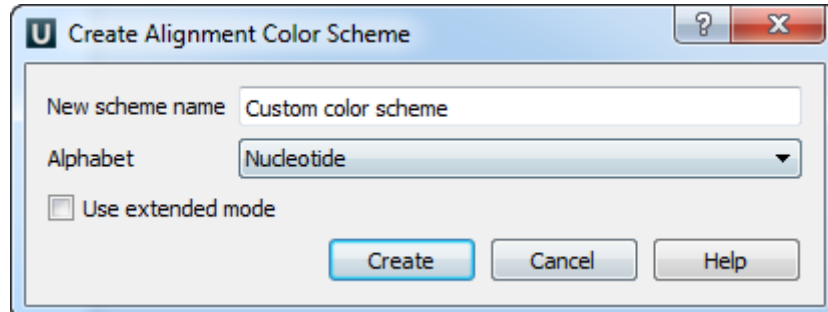 U Create Alignment Color Scheme
? X
New scheme name Custom color scheme
Alphabet Nucleotide
Use extended mode
Create Cancel Help